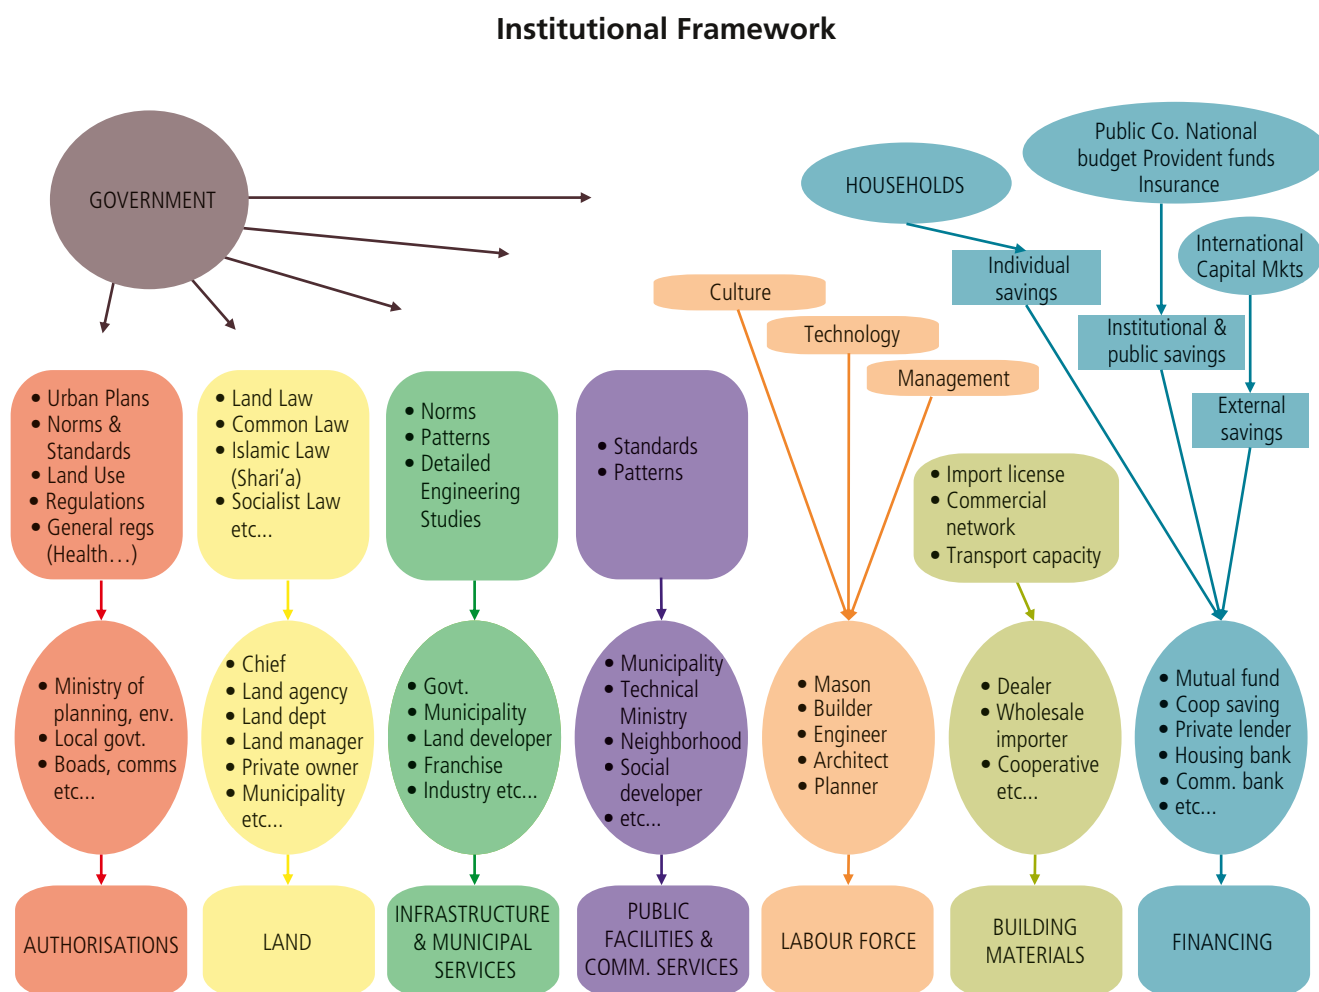 Institutional Framework
GOVERNMENT
HOUSEHOLDS
Public Co. National
budget Provident funds
Insurance
International
Capital Mkts
Individual
savings
Institutional &
public savings
External
savings
Culture
Technology
Management
• Urban Plans
• Norms &
Standards
• Land Use
• Regulations
• General regs
(Health…)
• Land Law
• Common Law
• Islamic Law
(Shari’a)
• Socialist Law
etc...
• Norms
• Patterns
• Detailed
Engineering
Studies
• Standards
• Patterns
• Import license
• Commercial
network
• Transport capacity
• Ministry of
planning, env.
• Local govt.
• Boads, comms
etc...
• Chief
• Land agency
• Land dept
• Land manager
• Private owner
• Municipality
etc...
• Govt.
• Municipality
• Land developer
• Franchise
• Industry etc...
• Municipality
• Technical
Ministry
• Neighborhood
• Social
developer
• etc...
• Mason
• Builder
• Engineer
• Architect
• Planner
• Dealer
• Wholesale
importer
• Cooperative
etc...
• Mutual fund
• Coop saving
• Private lender
• Housing bank
• Comm. bank
• etc...
AUTHORISATIONS
LAND
INFRASTRUCTURE
& MUNICIPAL
SERVICES
PUBLIC
FACILITIES &
COMM. SERVICES
LABOUR FORCE
BUILDING
MATERIALS
FINANCING